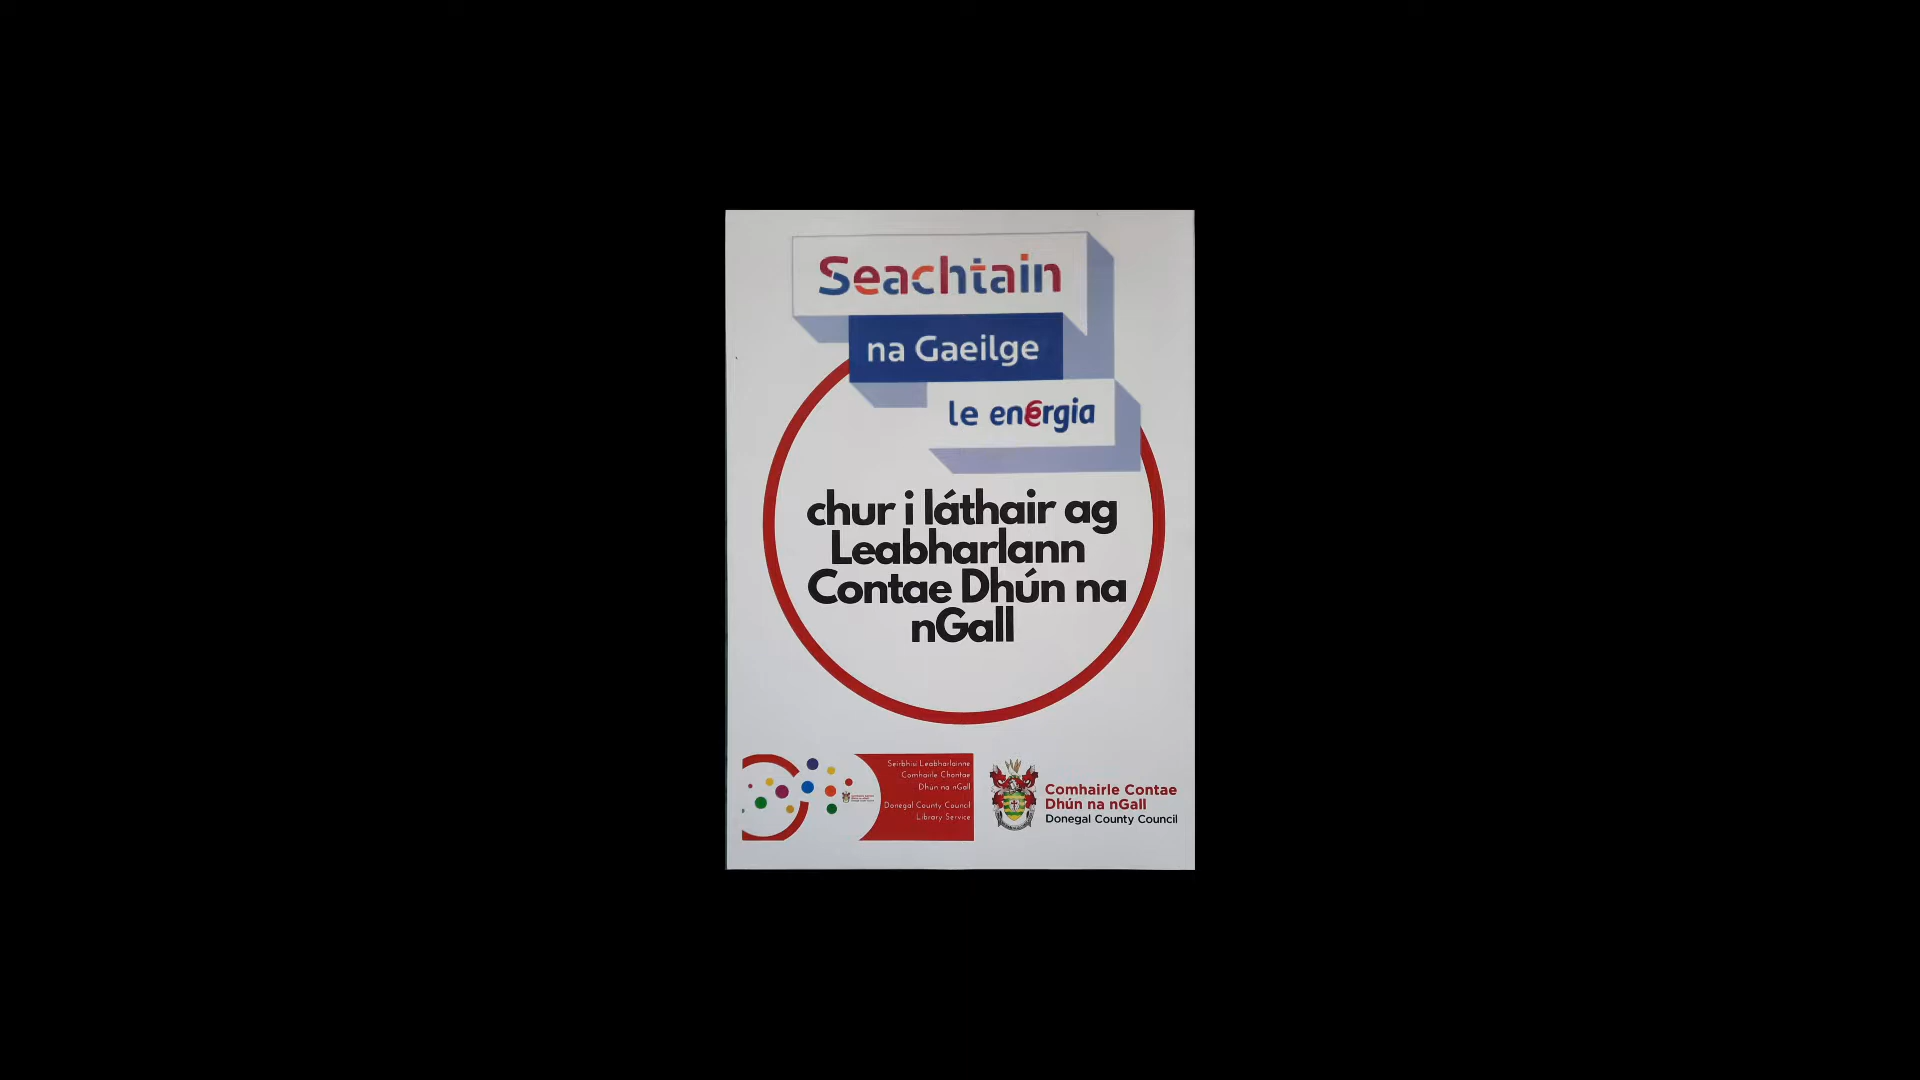 Seachtain
na Gaeilge
le energia
chur i láthair ag
Leabharlann
Contae Dhún na
nGall
Seirbhísí Leabharlainne
Comhairle Chontae
Dhún na nGall
Donegal County Council
Library Service
Comhairle Contae
Dhún na nGall
Donegal County Council